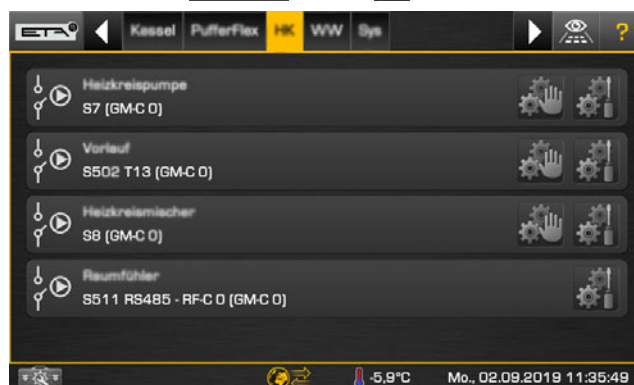 ETA Kessel PufferFlex HK WW Sys ?
Heizkreispumpe
S7 (GM-C 0)
Vorlauf
S502 T13 (GM-C 0)
Heizkreismischer
S8 (GM-C 0)
Raumfühler
S511 RS485 - RF-C 0 (GM-C 0)
-5,9°C Mo., 02.09.2019 11:35:49